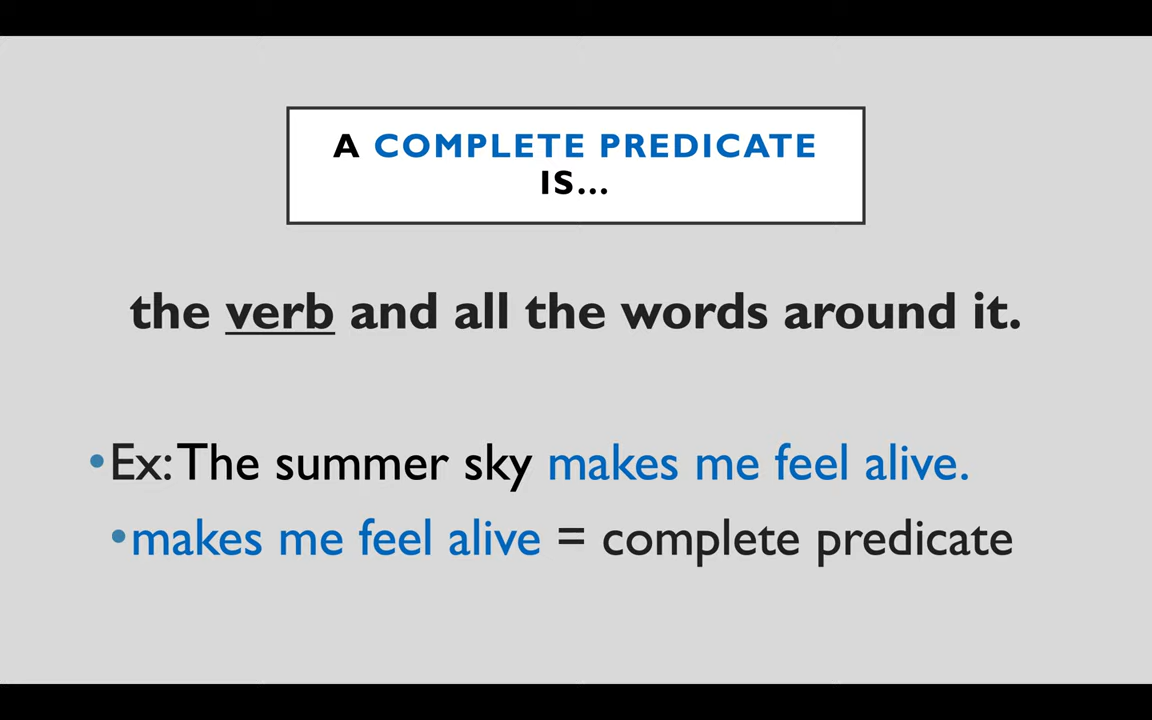 A COMPLETE PREDICATE
IS...
the verb and all the words around it.
•Ex: The summer sky makes me feel alive.
•makes me feel alive = complete predicate